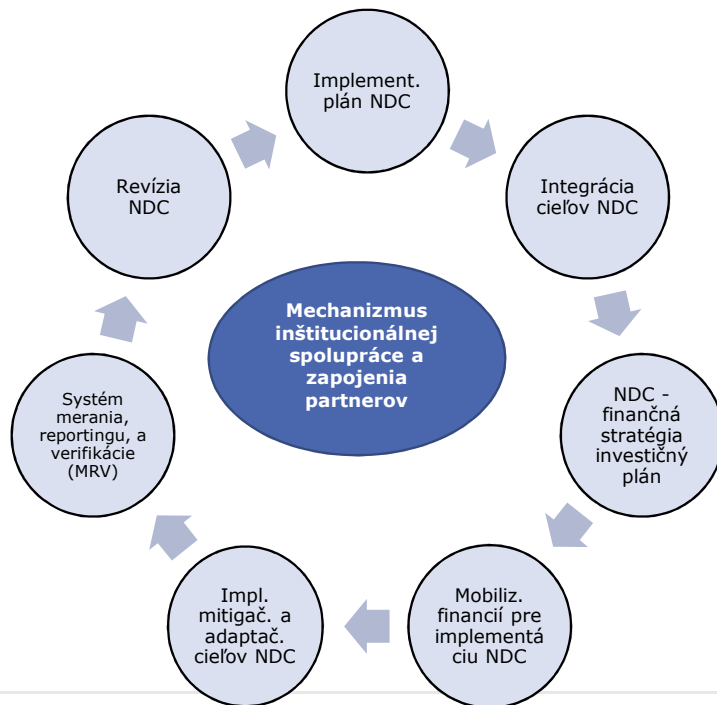 Implement.
plán NDC
Integrácia
cieľov NDC
NDC -
finančná
stratégia
investičný
plán
Mobiliz.
financií pre
implementá
ciu NDC
Impl.
mitigač. a
adaptač.
cieľov NDC
Systém
merania,
reportingu, a
verifikácie
(MRV)
Revízia
NDC
Mechanizmus
inštitucionálnej
spolupráce a
zapojenia
partnerov